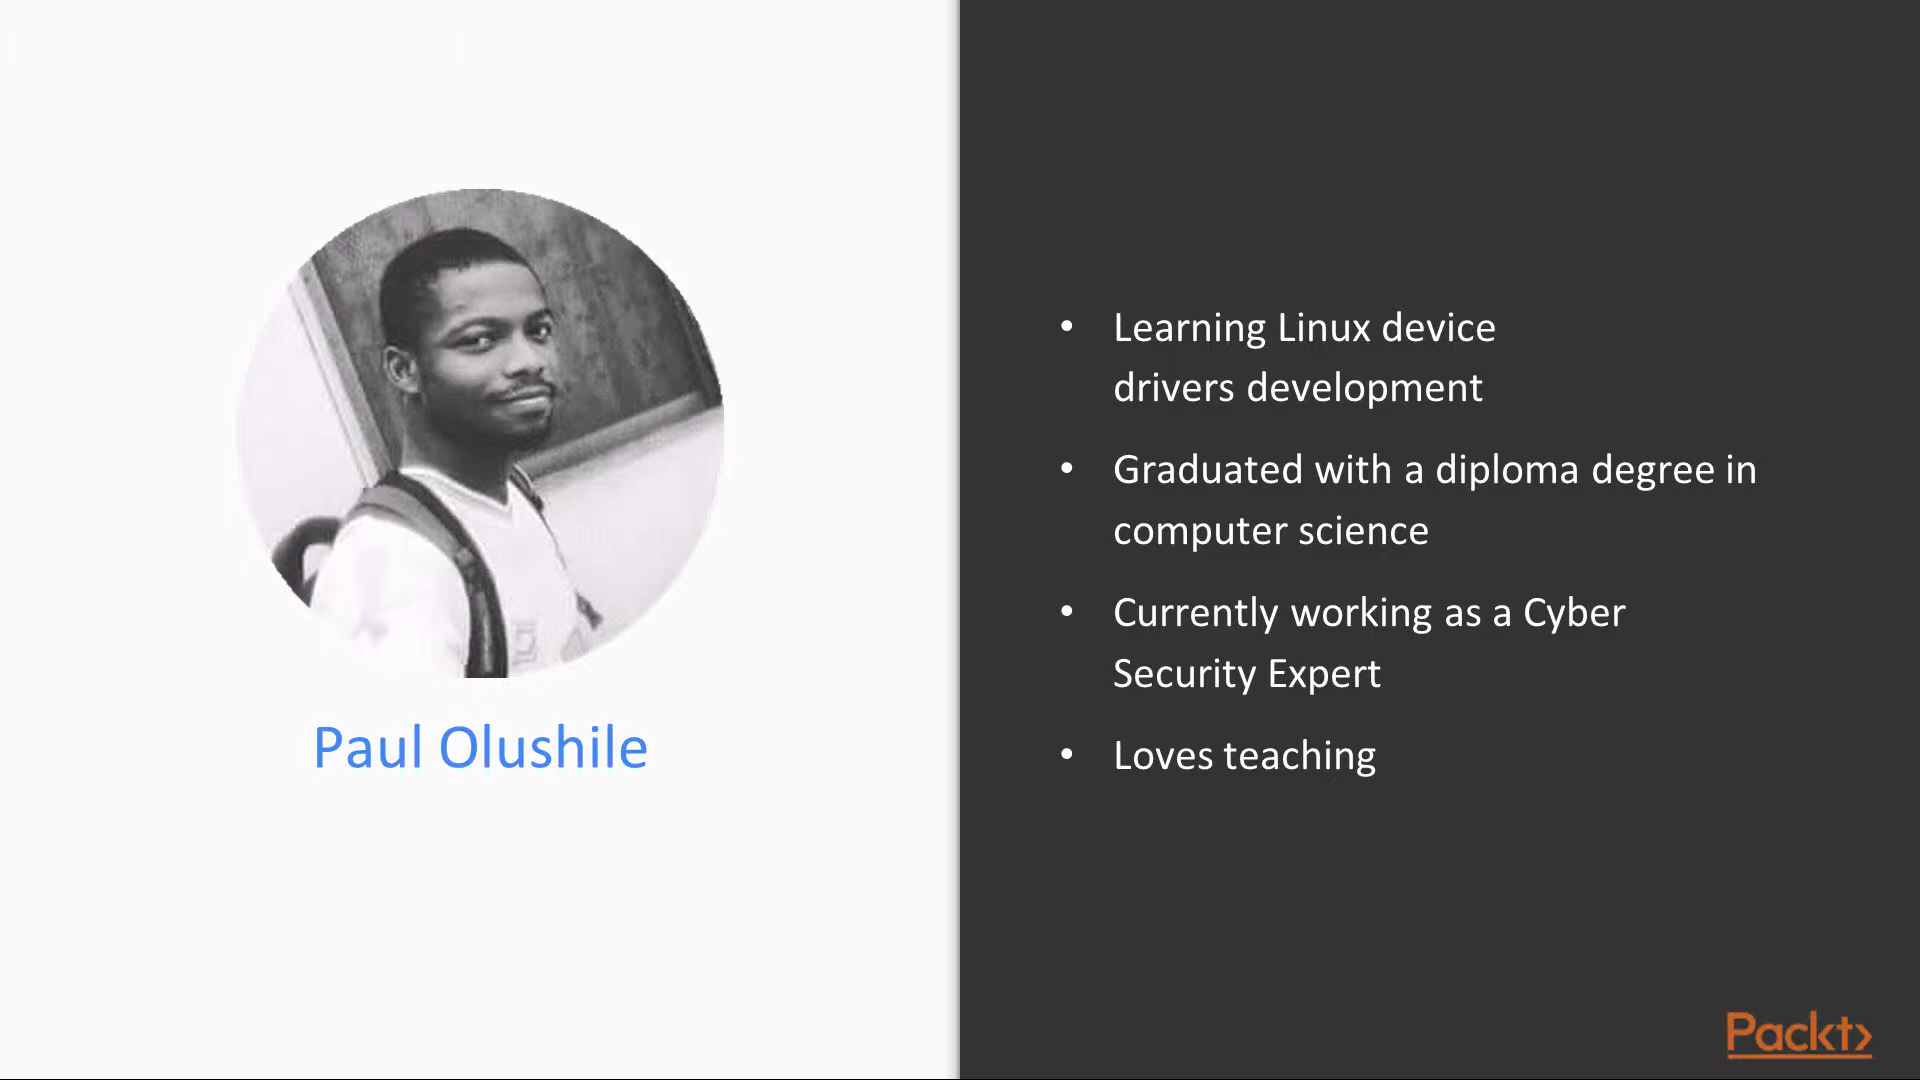 Paul Olushile
• Learning Linux device
drivers development
• Graduated with a diploma degree in
computer science
• Currently working as a Cyber
Security Expert
• Loves teaching
Packt>